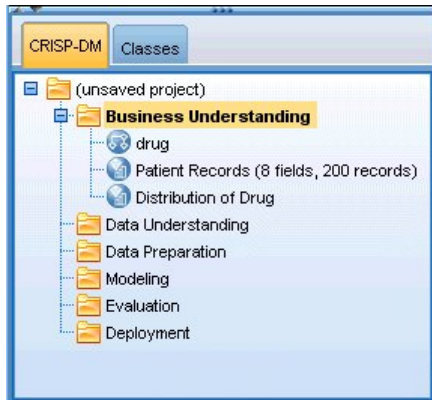 CRISP-DM Classes
(unsaved project)
Business Understanding
drug
Patient Records (8 fields, 200 records)
Distribution of Drug
Data Understanding
Data Preparation
Modeling
Evaluation
Deployment